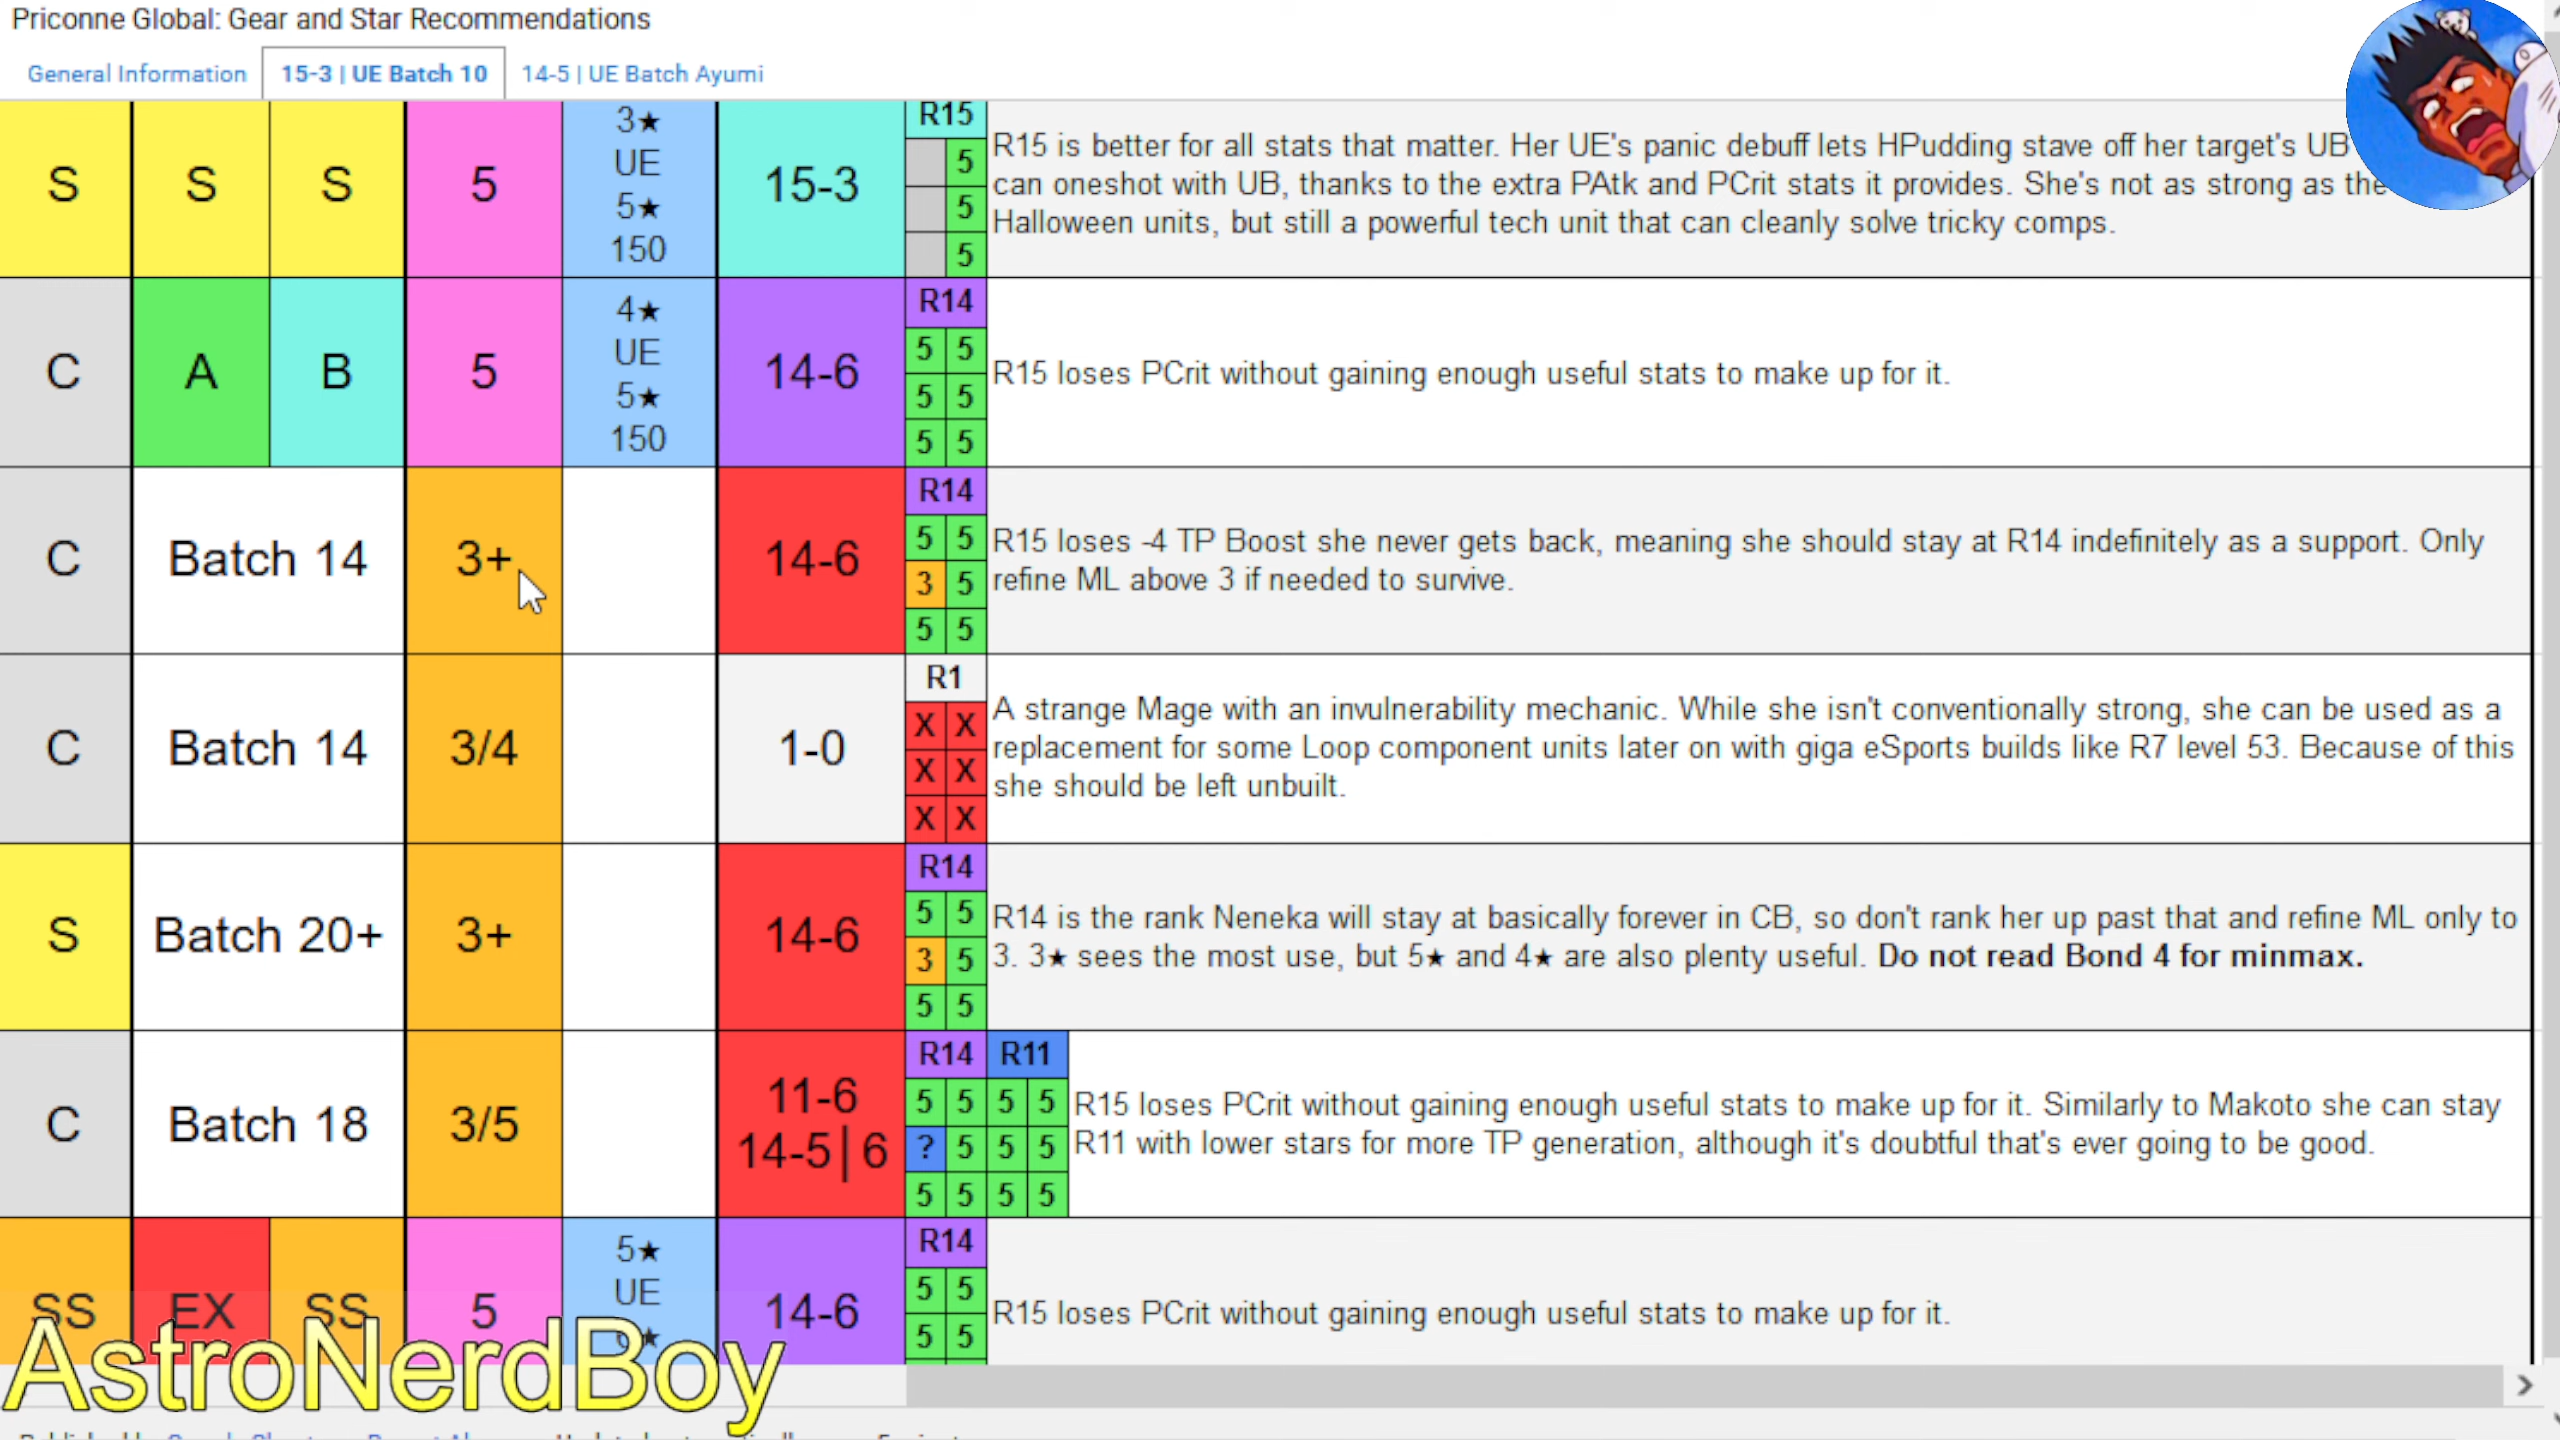 Priconne Global: Gear and Star Recommendations
General Information
15-3 | UE Batch 10
14-5 | UE Batch Ayumi
S S S 5
3★
UE
5★
150
15-3
R15
5
5
5
R15 is better for all stats that matter. Her UE's panic debuff lets HPudding stave off her target's UB
can oneshot with UB, thanks to the extra PAtk and PCrit stats it provides. She's not as strong as the
Halloween units, but still a powerful tech unit that can cleanly solve tricky comps.
C A B 5
4★
UE
5★
150
14-6
R14
5 5
5 5
5 5
R15 loses PCrit without gaining enough useful stats to make up for it.
C Batch 14 3+ 14-6
R14
5 5
3 5
5 5
R15 loses -4 TP Boost she never gets back, meaning she should stay at R14 indefinitely as a support. Only
refine ML above 3 if needed to survive.
C Batch 14 3/4 1-0
R1
X X
X X
X X
A strange Mage with an invulnerability mechanic. While she isn't conventionally strong, she can be used as a
replacement for some Loop component units later on with giga eSports builds like R7 level 53. Because of this
she should be left unbuilt.
S Batch 20+ 3+ 14-6
R14
5 5
3 5
5 5
R14 is the rank Neneka will stay at basically forever in CB, so don't rank her up past that and refine ML only to
3. 3★ sees the most use, but 5★ and 4★ are also plenty useful. Do not read Bond 4 for minmax.
C Batch 18 3/5
11-6
14-5| 6
R14 R11
5 5 5 5
? 5 5 5
5 5 5 5
R15 loses PCrit without gaining enough useful stats to make up for it. Similarly to Makoto she can stay
R11 with lower stars for more TP generation, although it's doubtful that's ever going to be good.
SS EX SS 5
5★
UE
14-6
R14
5 5
5 5
R15 loses PCrit without gaining enough useful stats to make up for it.
AstroNerdBoy